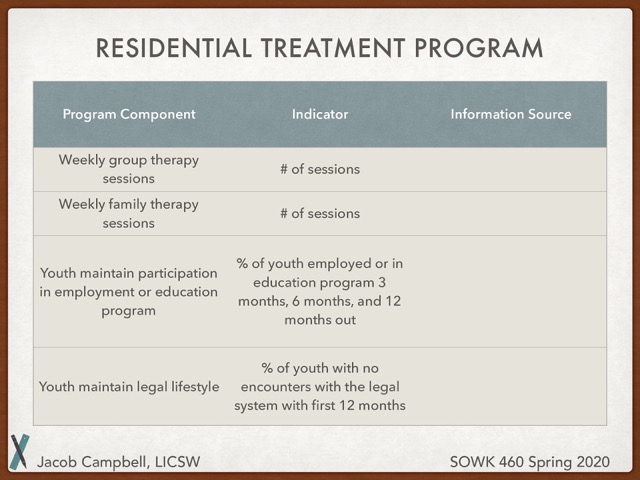 RESIDENTIAL TREATMENT PROGRAM
Program Component
Indicator
Information Source
Weekly group therapy
sessions
# of sessions
Weekly family therapy
sessions
# of sessions
Youth maintain participation
in employment or education
program
% of youth employed or in
education program 3
months, 6 months, and 12
months out
Youth maintain legal lifestyle
% of youth with no
encounters with the legal
system with first 12 months
Jacob Campbell, LICSW
SOWK 460 Spring 2020